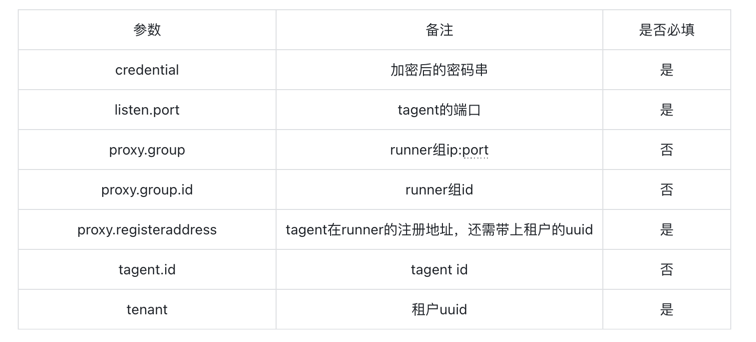 参数 备注 是否必填
credential 加密后的密码串 是
listen.port tagent的端口 是
proxy.group runner组ip:port 否
proxy.group.id runner组id 否
proxy.registeraddress tagent在runner的注册地址，还需带上租户的uuid 是
tagent.id tagent id 否
tenant 租户uuid 是